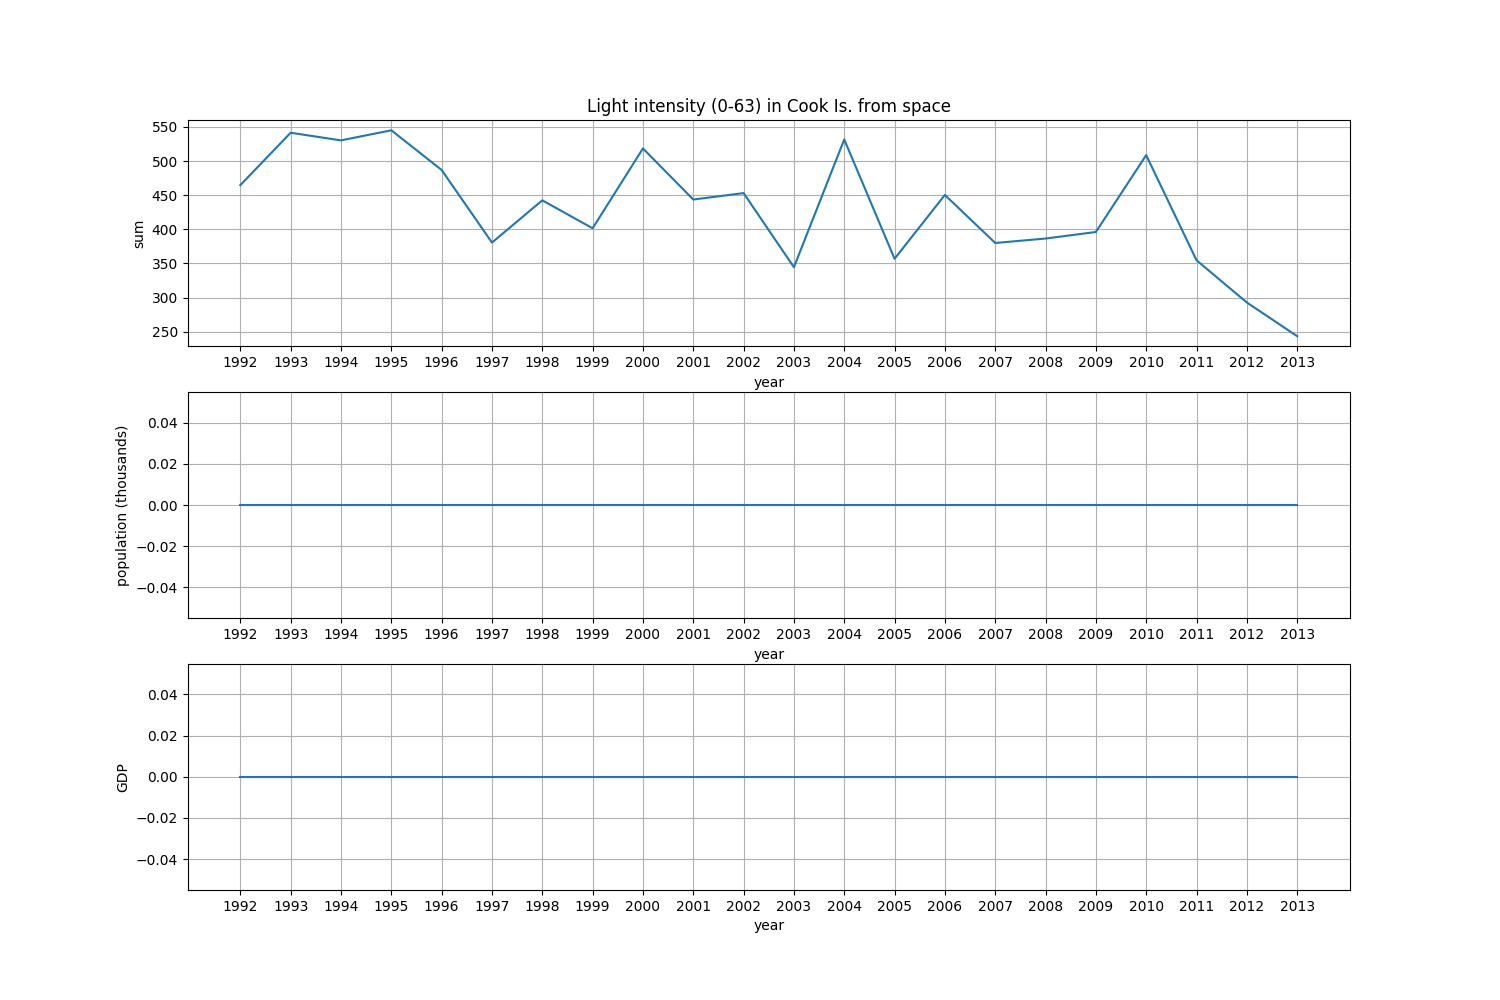 Light intensity (0-63) in Cook Is. from space
550
500
450
400
350
300
250
sum
1992 1993 1994 1995 1996 1997 1998 1999 2000 2001 2002 2003 2004 2005 2006 2007 2008 2009 2010 2011 2012 2013
year
0.04
0.02
0.00
−0.02
−0.04
population (thousands)
1992 1993 1994 1995 1996 1997 1998 1999 2000 2001 2002 2003 2004 2005 2006 2007 2008 2009 2010 2011 2012 2013
year
0.04
0.02
0.00
−0.02
−0.04
GDP
1992 1993 1994 1995 1996 1997 1998 1999 2000 2001 2002 2003 2004 2005 2006 2007 2008 2009 2010 2011 2012 2013
year